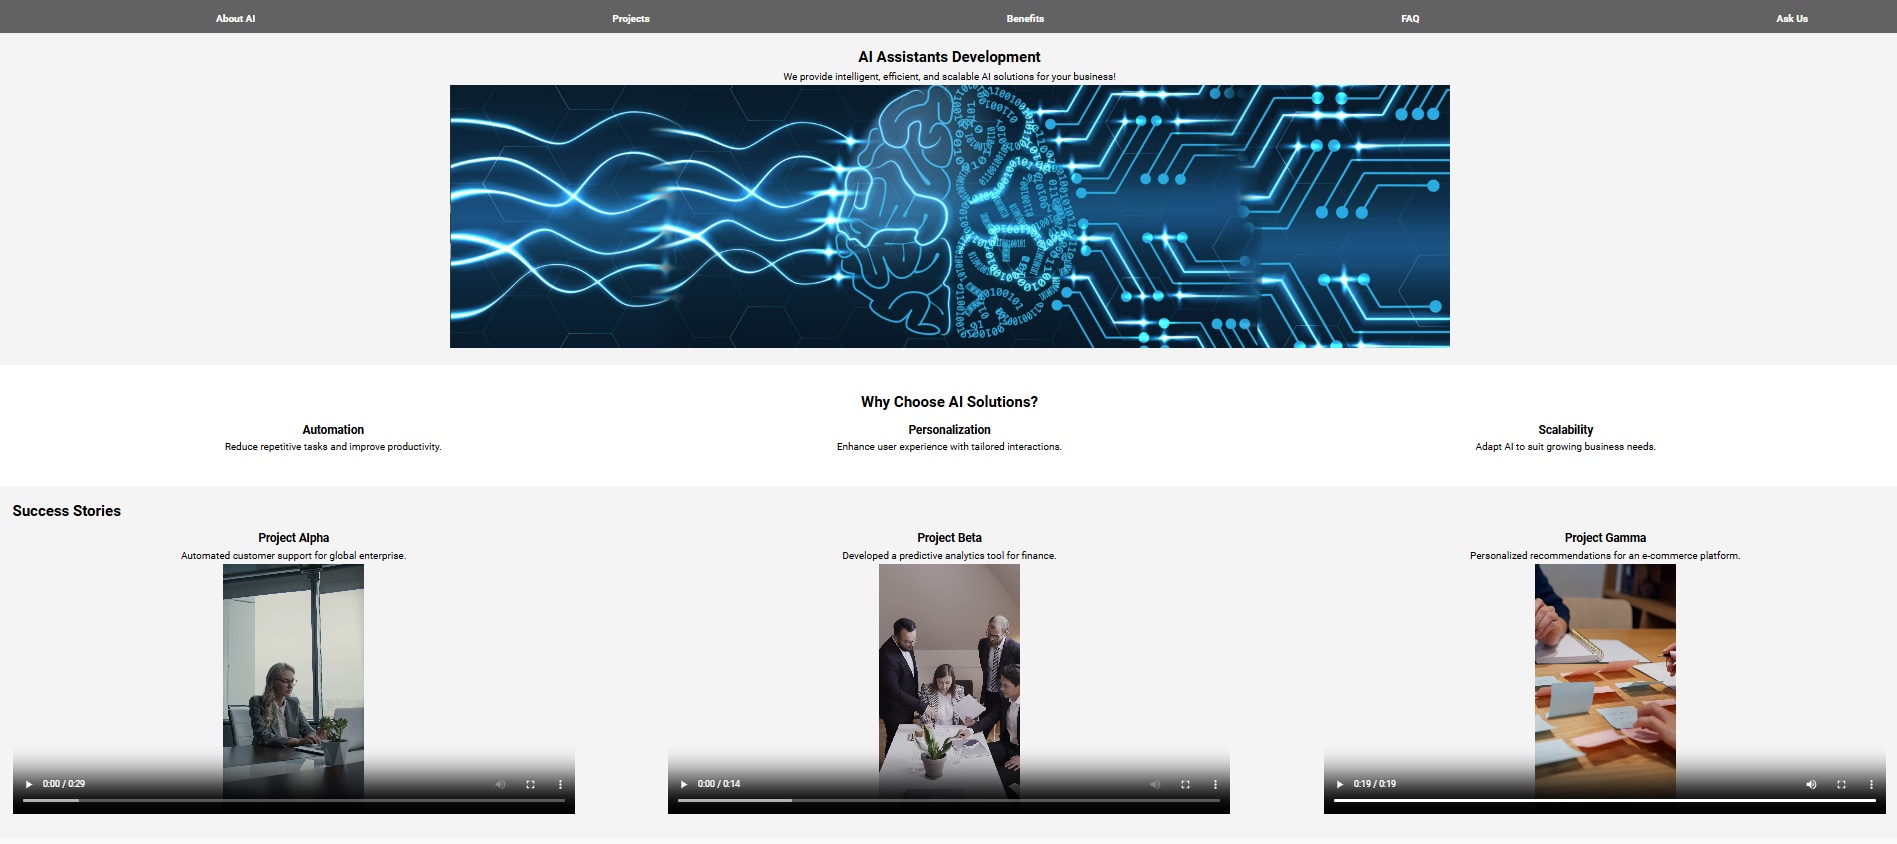 About AI Projects Benefits FAQ Ask Us
AI Assistants Development
We provide intelligent, efficient, and scalable AI solutions for your business!
Why Choose AI Solutions?
Automation Personalization Scalability
Reduce repetitive tasks and improve productivity. Enhance user experience with tailored interactions. Adapt AI to suit growing business needs.
Success Stories
Project Alpha Project Beta Project Gamma
Automated customer support for global enterprise. Developed a predictive analytics tool for finance. Personalized recommendations for an e-commerce platform.
0:00 / 0:29 0:00 / 0:14 0:19 / 0:19